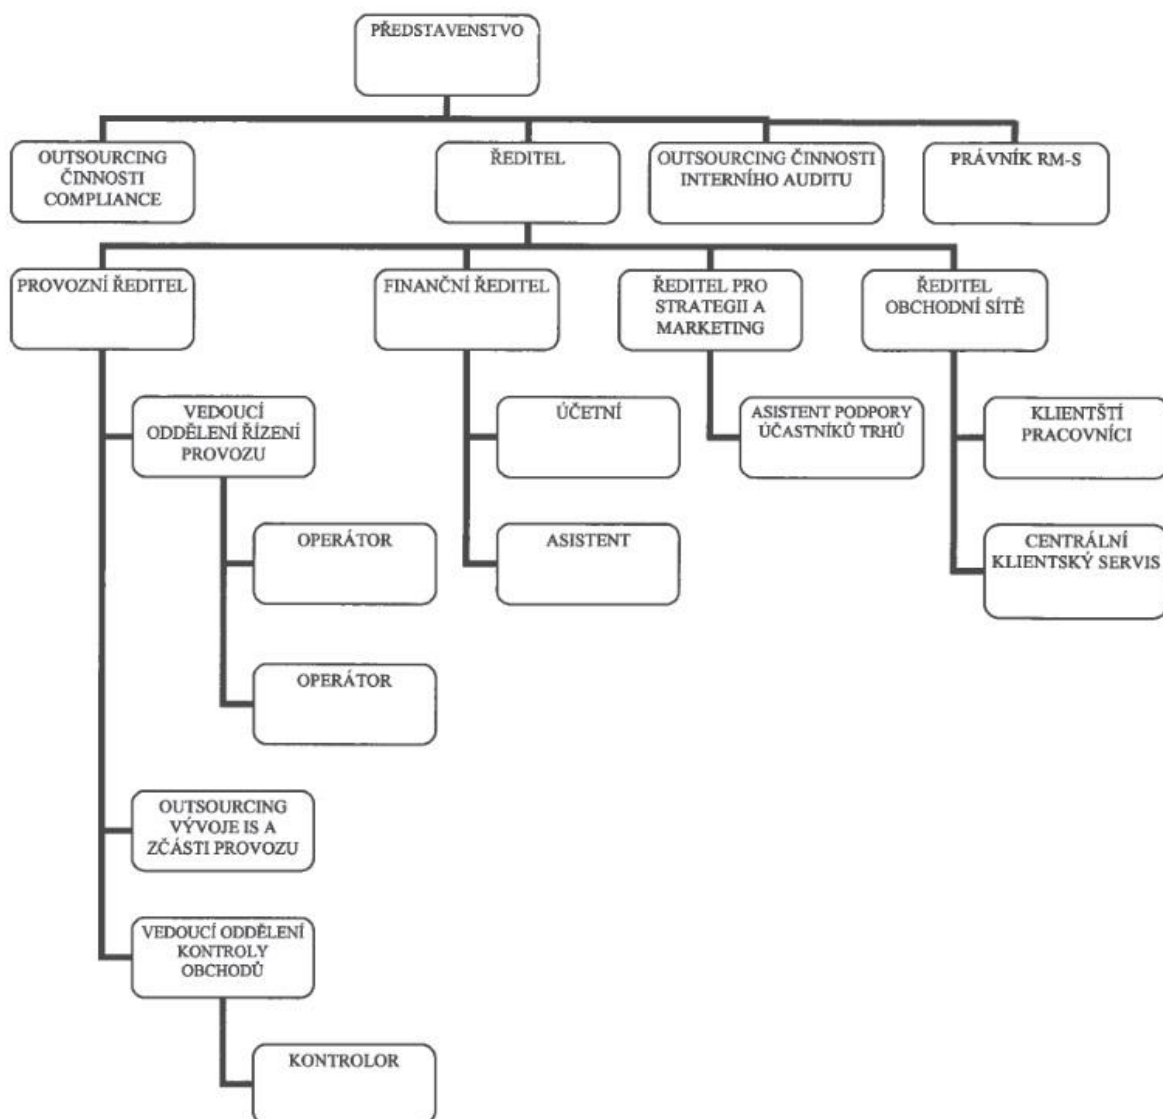 PŘEDSTAVENSTVO
OUTSOURCING
ČINNOSTI
COMPLIANCE
ŘEDITEL
OUTSOURCING ČINNOSTI
INTERNÍHO AUDITU
PRÁVNÍK RM-S
PROVOZNÍ ŘEDITEL
FINANČNÍ ŘEDITEL
ŘEDITEL PRO
STRATEGII A
MARKETING
ŘEDITEL
OBCHODNÍ SÍTĚ
VEDOUCÍ
ODDĚLENÍ ŘÍZENÍ
PROVOZU
ÚČETNÍ
ASISTENT PODPORY
ÚČASTNÍKŮ TRHŮ
KLIENTŠTÍ
PRACOVNÍCI
OPERÁTOR
ASISTENT
CENTRÁLNÍ
KLIENTSKÝ SERVIS
OPERÁTOR
OUTSOURCING
VÝVOJE IS A
ZČÁSTI PROVOZU
VEDOUCÍ ODDĚLENÍ
KONTROLY
OBCHODŮ
KONTROLOR